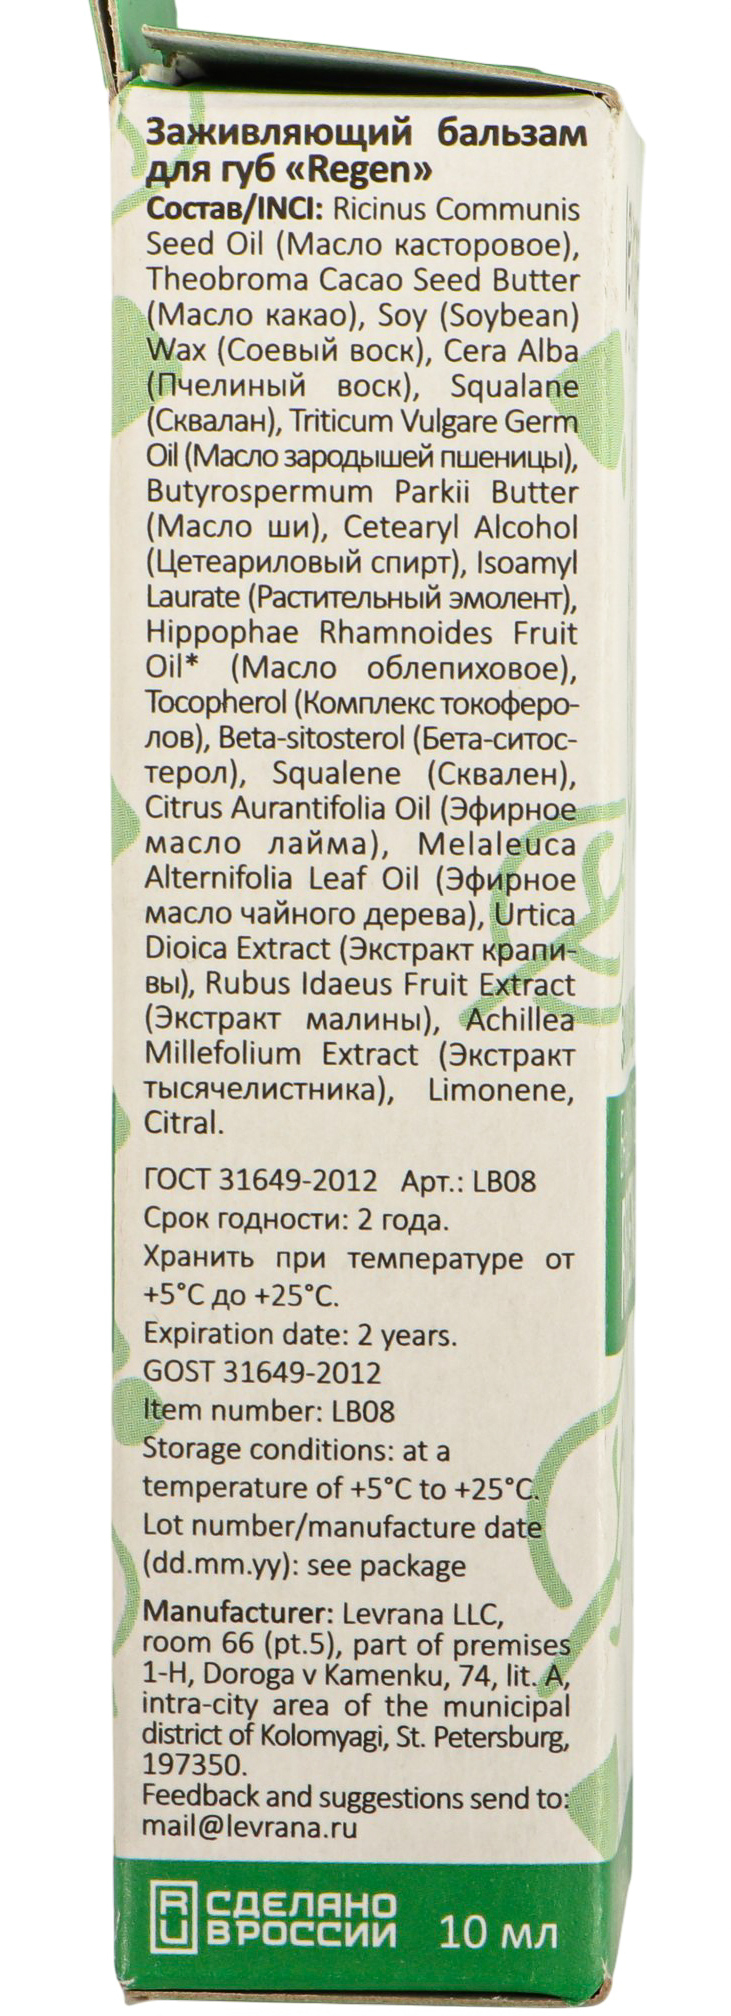 Заживляющий бальзам
для губ «Regen»
Состав/INCI: Ricinus Communis
Seed Oil (Масло касторовое),
Theobroma Cacao Seed Butter
(Масло какао), Soy (Soybean)
Wax (Соевый воск), Cera Alba
(Пчелиный воск), Squalane
(Сквалан), Triticum Vulgare Germ
Oil (Масло зародышей пшеницы),
Butyrospermum Parkii Butter
(Масло ши), Cetearyl Alcohol
(Цетеариловый спирт), Isoamyl
Laurate (Растительный эмолент),
Hippophae Rhamnoides Fruit
Oil* (Масло облепиховое),
Tocopherol (Комплекс токоферо-
лов), Beta-sitosterol (Бета-ситос-
терол), Squalene (Сквален),
Citrus Aurantifolia Oil (Эфирное
масло лайма), Melaleuca
Alternifolia Leaf Oil (Эфирное
масло чайного дерева), Urtica
Dioica Extract (Экстракт крапи-
вы), Rubus Idaeus Fruit Extract
(Экстракт малины), Achillea
Millefolium Extract (Экстракт
тысячелистника), Limonene,
Citral.
ГОСТ 31649-2012 Арт.: LB08
Срок годности: 2 года.
Хранить при температуре от
+5°C до +25°C.
Expiration date: 2 years.
GOST 31649-2012
Item number: LB08
Storage conditions: at a
temperature of +5°C to +25°C.
Lot number/manufacture date
(dd.mm.yy): see package
Manufacturer: Levrana LLC,
room 66 (pt.5), part of premises
1-H, Doroga v Kamenku, 74, lit. A,
intra-city area of the municipal
district of Kolomyagi, St. Petersburg,
197350.
Feedback and suggestions send to:
mail@levrana.ru
RU СДЕЛАНО
В РОССИИ
10 мл